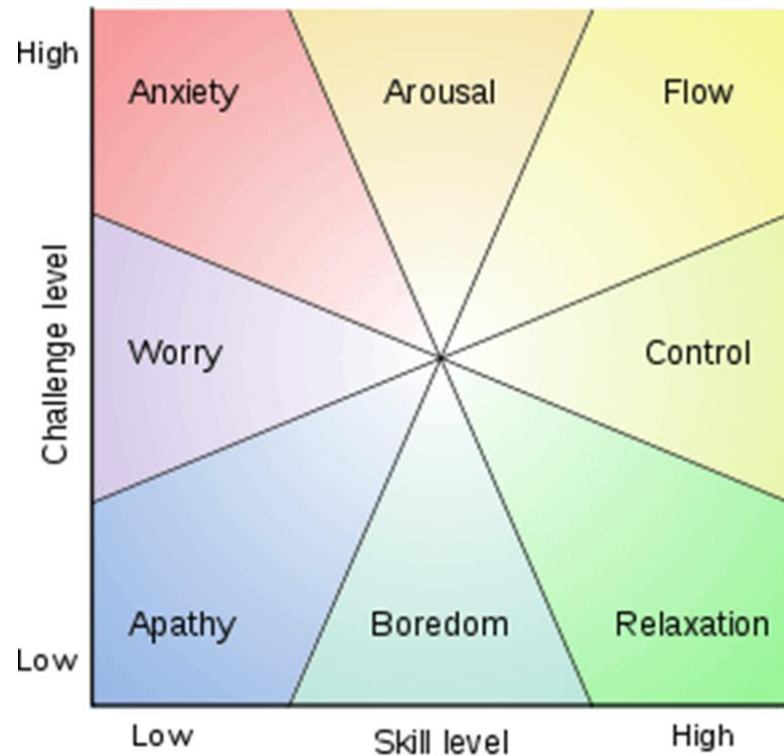 High
Anxiety
Arousal
Flow
Challenge level
Worry
Control
Apathy
Boredom
Relaxation
Low
Low
Skill level
High